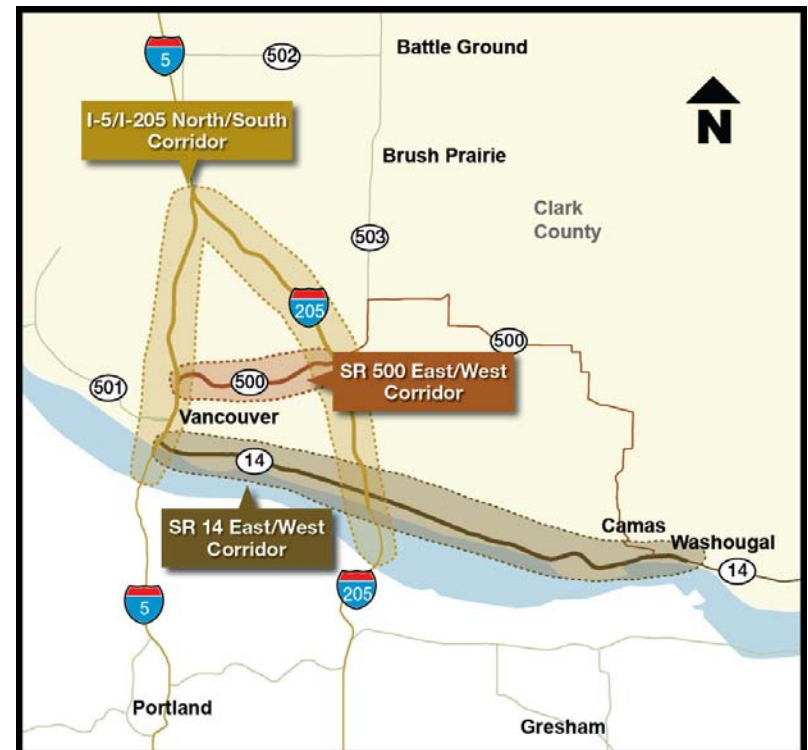 5
502
Battle Ground
I-5/I-205 North/South
Corridor
N
Brush Prairie
Clark
County
503
205
500
SR 500 East/West
Corridor
500
501
Vancouver
14
SR 14 East/West
Corridor
Camas
Washougal
14
5
205
Portland
Gresham